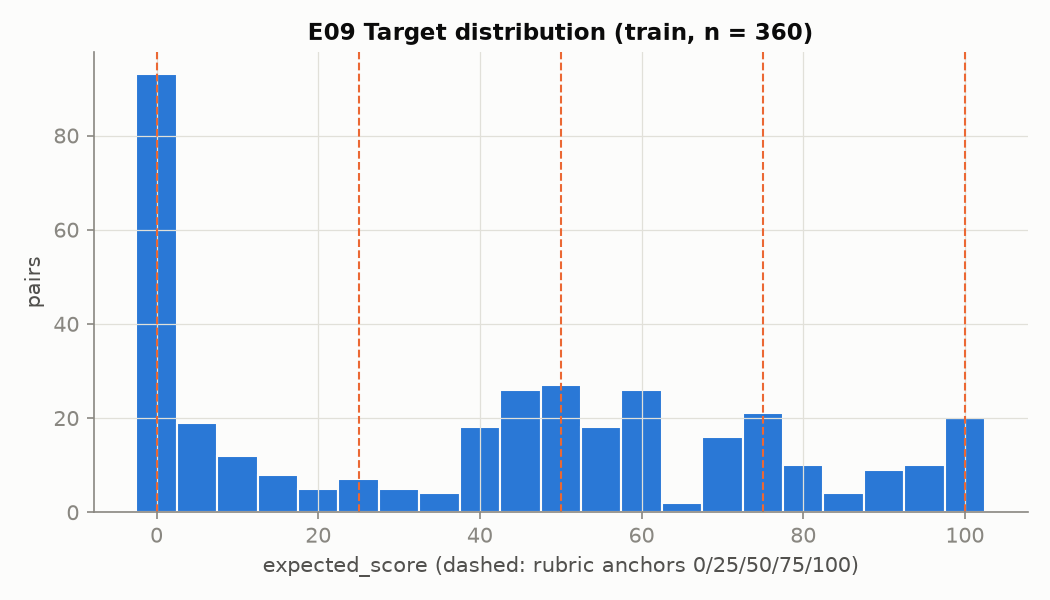 E09 Target distribution (train, n = 360)
pairs
80
60
40
20
0
0 20 40 60 80 100
expected_score (dashed: rubric anchors 0/25/50/75/100)